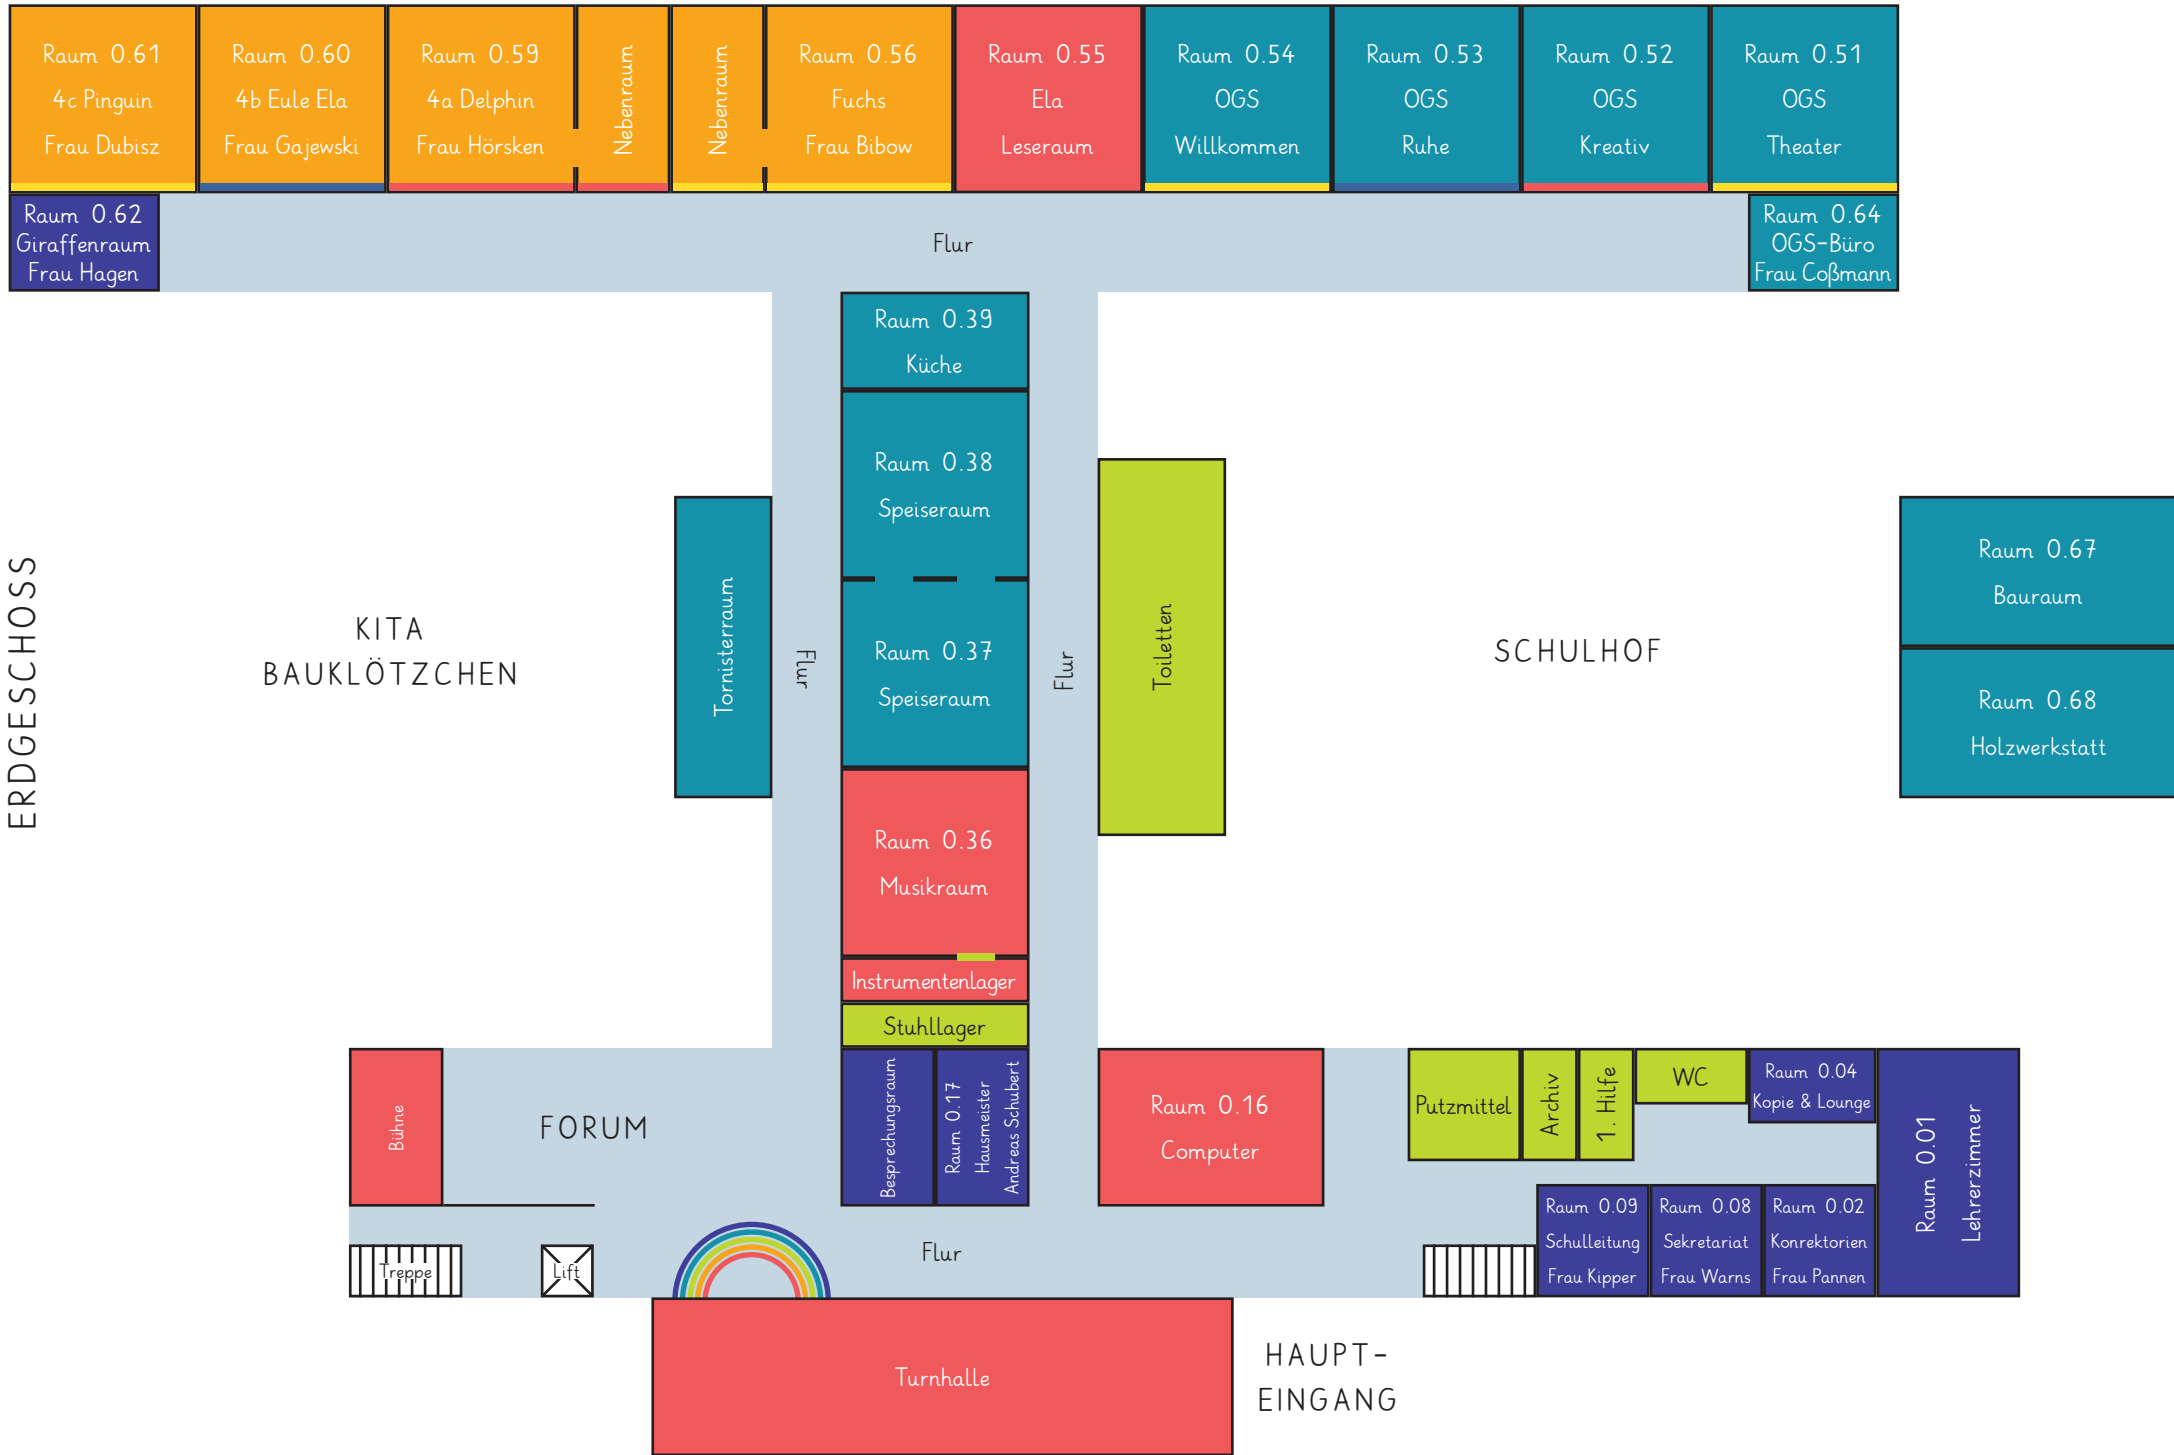 Raum 0.61
4c Pinguin
Frau Dubisz
Raum 0.60
4b Eule Ela
Frau Gajewski
Raum 0.59
4a Delphin
Frau Hörsken
Nebenraum
Nebenraum
Raum 0.56
Fuchs
Frau Bibow
Raum 0.55
Ela
Leseraum
Raum 0.54
OGS
Willkommen
Raum 0.53
OGS
Ruhe
Raum 0.52
OGS
Kreativ
Raum 0.51
OGS
Theater
Raum 0.62
Giraffenraum
Frau Hagen
Flur
Raum 0.64
OGS-Büro
Frau Coßmann
Raum 0.39
Küche
Raum 0.38
Speiseraum
Raum 0.37
Speiseraum
Raum 0.36
Musikraum
Instrumentenlager
Stuhllager
ERDGESCHOSS
KITA
BAUKLÖTZCHEN
Tornisterraum
Flur
Flur
Toiletten
SCHULHOF
Raum 0.67
Bauraum
Raum 0.68
Holzwerkstatt
Bühne
FORUM
Besprechungsraum
Raum 0.17
Hausmeister
Andreas Schubert
Raum 0.16
Computer
Putzmittel
Archiv
1. Hilfe
WC
Raum 0.04
Kopie & Lounge
Raum 0.01
Lehrerzimmer
Raum 0.09
Schulleitung
Frau Kipper
Raum 0.08
Sekretariat
Frau Warns
Raum 0.02
Konrektorien
Frau Pannen
Treppe
Lift
Flur
Turnhalle
HAUPT-
EINGANG